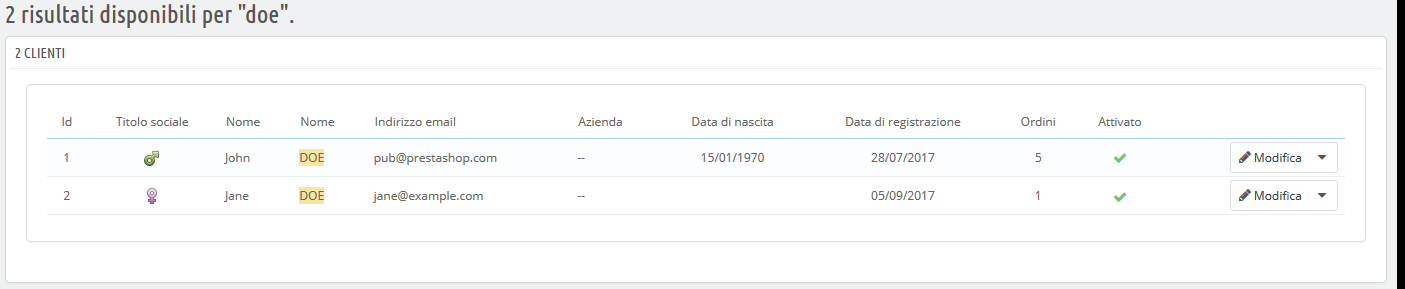 2 risultati disponibili per "doe".
2 CLIENTI
Id Titolo sociale Nome Nome Indirizzo email Azienda Data di nascita Data di registrazione Ordini Attivato
1 John DOE pub@prestashop.com -- 15/01/1970 28/07/2017 5 Modifica
2 Jane DOE jane@example.com -- 05/09/2017 1 Modifica